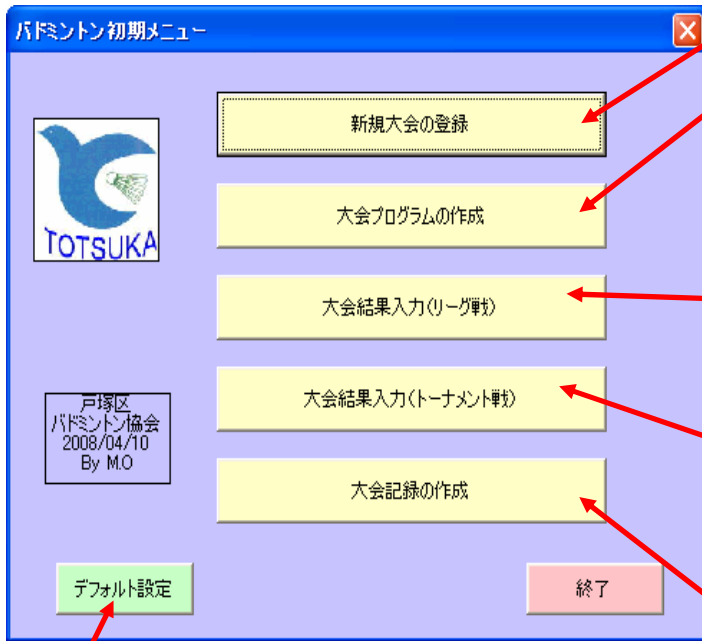 バドミントン初期メニュー
新規大会の登録
大会プログラムの作成
TOTSUKA
大会結果入力(リーグ戦)
大会結果入力(トーナメント戦)
戸塚区
バドミントン協会
2008/04/10
By M.O
大会記録の作成
デフォルト設定
終了